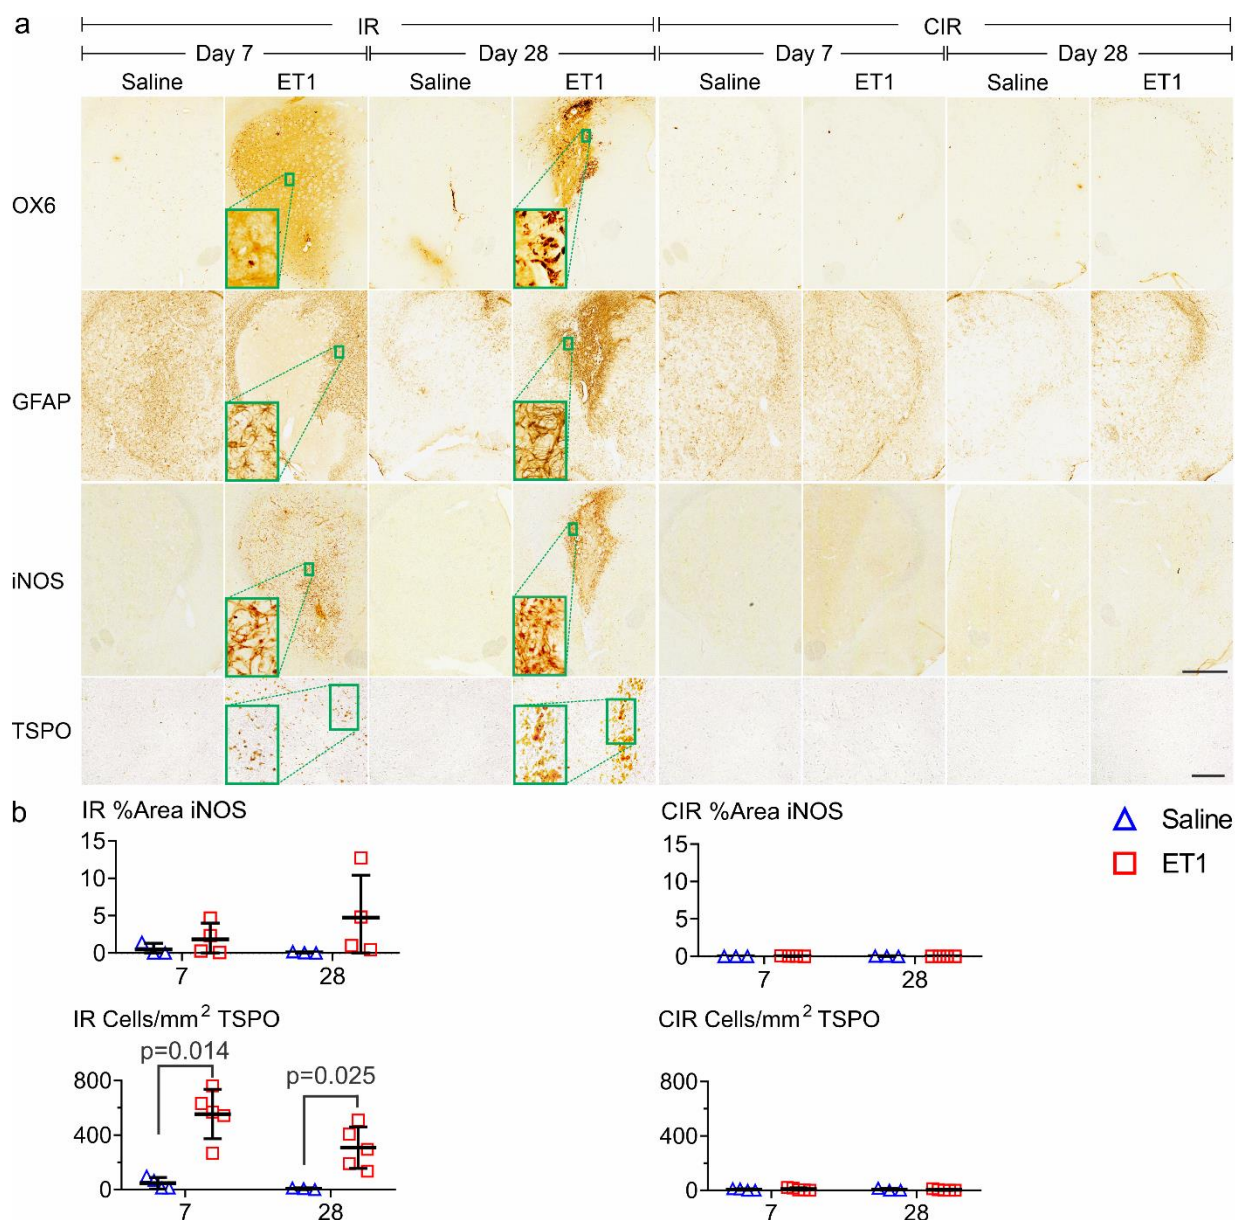 a
IR CIR
Day 7 Day 28 Day 7 Day 28
Saline ET1 Saline ET1 Saline ET1 Saline ET1
OX6
GFAP
iNOS
TSPO
b
IR %Area iNOS
15
10
5
0
7 28
CIR %Area iNOS
15
10
5
0
7 28
Saline
ET1
IR Cells/mm² TSPO
p=0.014
p=0.025
800
400
0
7 28
CIR Cells/mm² TSPO
800
400
0
7 28